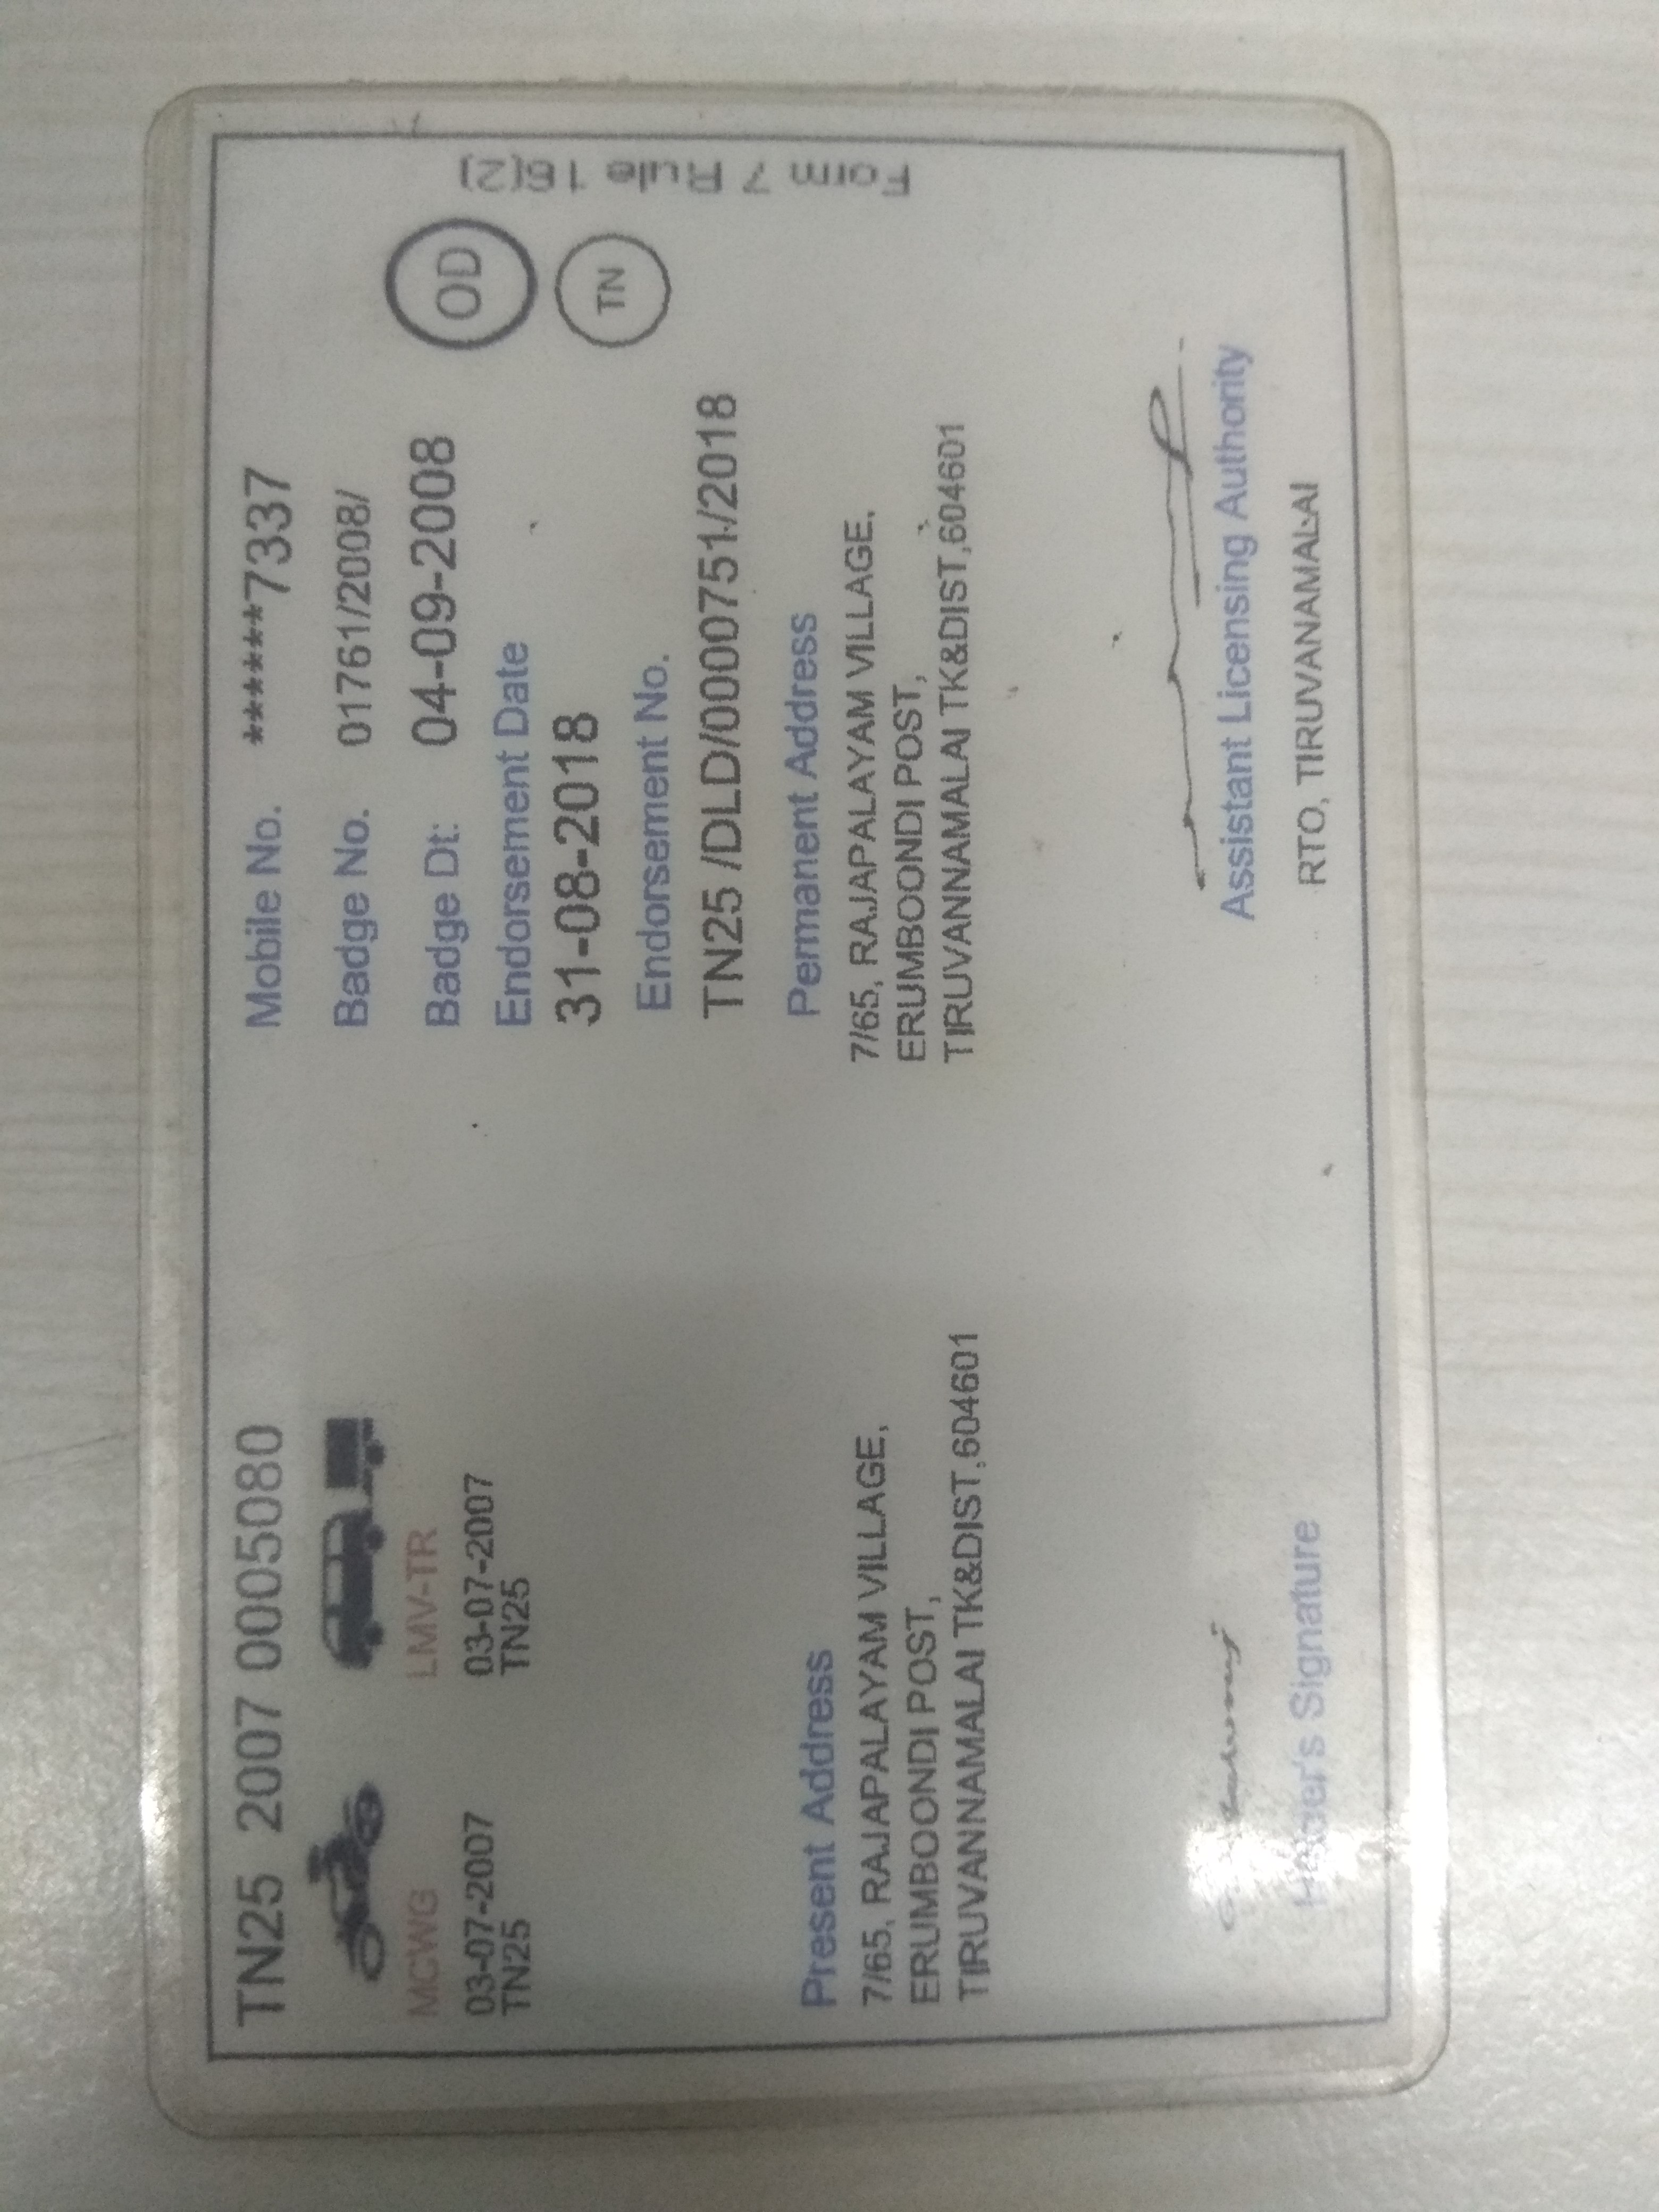 TN25 2007 0005080
MCWG
03-07-2007
TN25
LMV-TR
03-07-2007
TN25
Present Address
7/65, RAJAPALAYAM VILLAGE,
ERUMBOONDI POST,
TIRUVANNAMALAI TK&DIST,604601
Holder's Signature
Mobile No. ******7337
Badge No. 01761/2008/
Badge Dt: 04-09-2008
Endorsement Date
31-08-2018
Endorsement No.
TN25 /DLD/0000751/2018
Permanent Address
7/65, RAJAPALAYAM VILLAGE,
ERUMBOONDI POST,
TIRUVANNAMALAI TK&DIST,604601
Assistant Licensing Authority
RTO, TIRUVANAMALAI
OD
TN
Form 7 Rule 16(2)